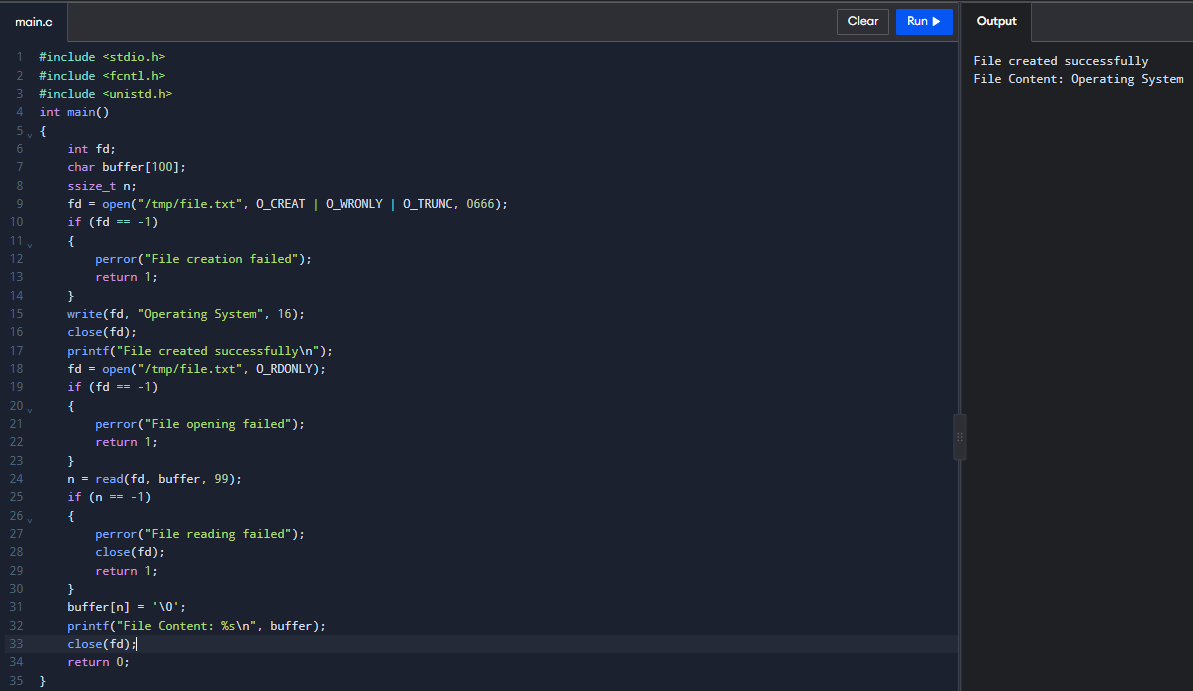 main.c
Clear
Run
Output
1 #include <stdio.h>
2 #include <fcntl.h>
3 #include <unistd.h>
4 int main()
5 {
6     int fd;
7     char buffer[100];
8     ssize_t n;
9     fd = open("/tmp/file.txt", O_CREAT | O_WRONLY | O_TRUNC, 0666);
10     if (fd == -1)
11     {
12         perror("File creation failed");
13         return 1;
14     }
15     write(fd, "Operating System", 16);
16     close(fd);
17     printf("File created successfully\n");
18     fd = open("/tmp/file.txt", O_RDONLY);
19     if (fd == -1)
20     {
21         perror("File opening failed");
22         return 1;
23     }
24     n = read(fd, buffer, 99);
25     if (n == -1)
26     {
27         perror("File reading failed");
28         close(fd);
29         return 1;
30     }
31     buffer[n] = '\0';
32     printf("File Content: %s\n", buffer);
33     close(fd);
34     return 0;
35 }
File created successfully
File Content: Operating System